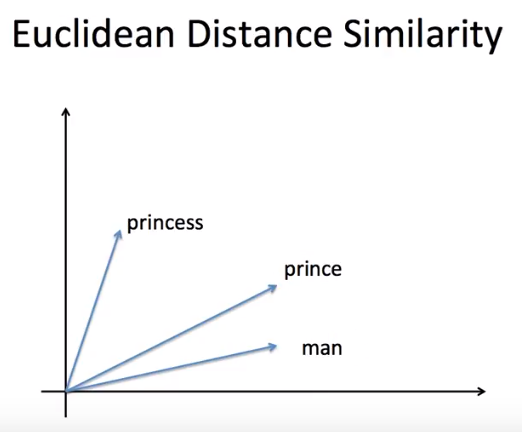 Euclidean Distance Similarity
princess
prince
man